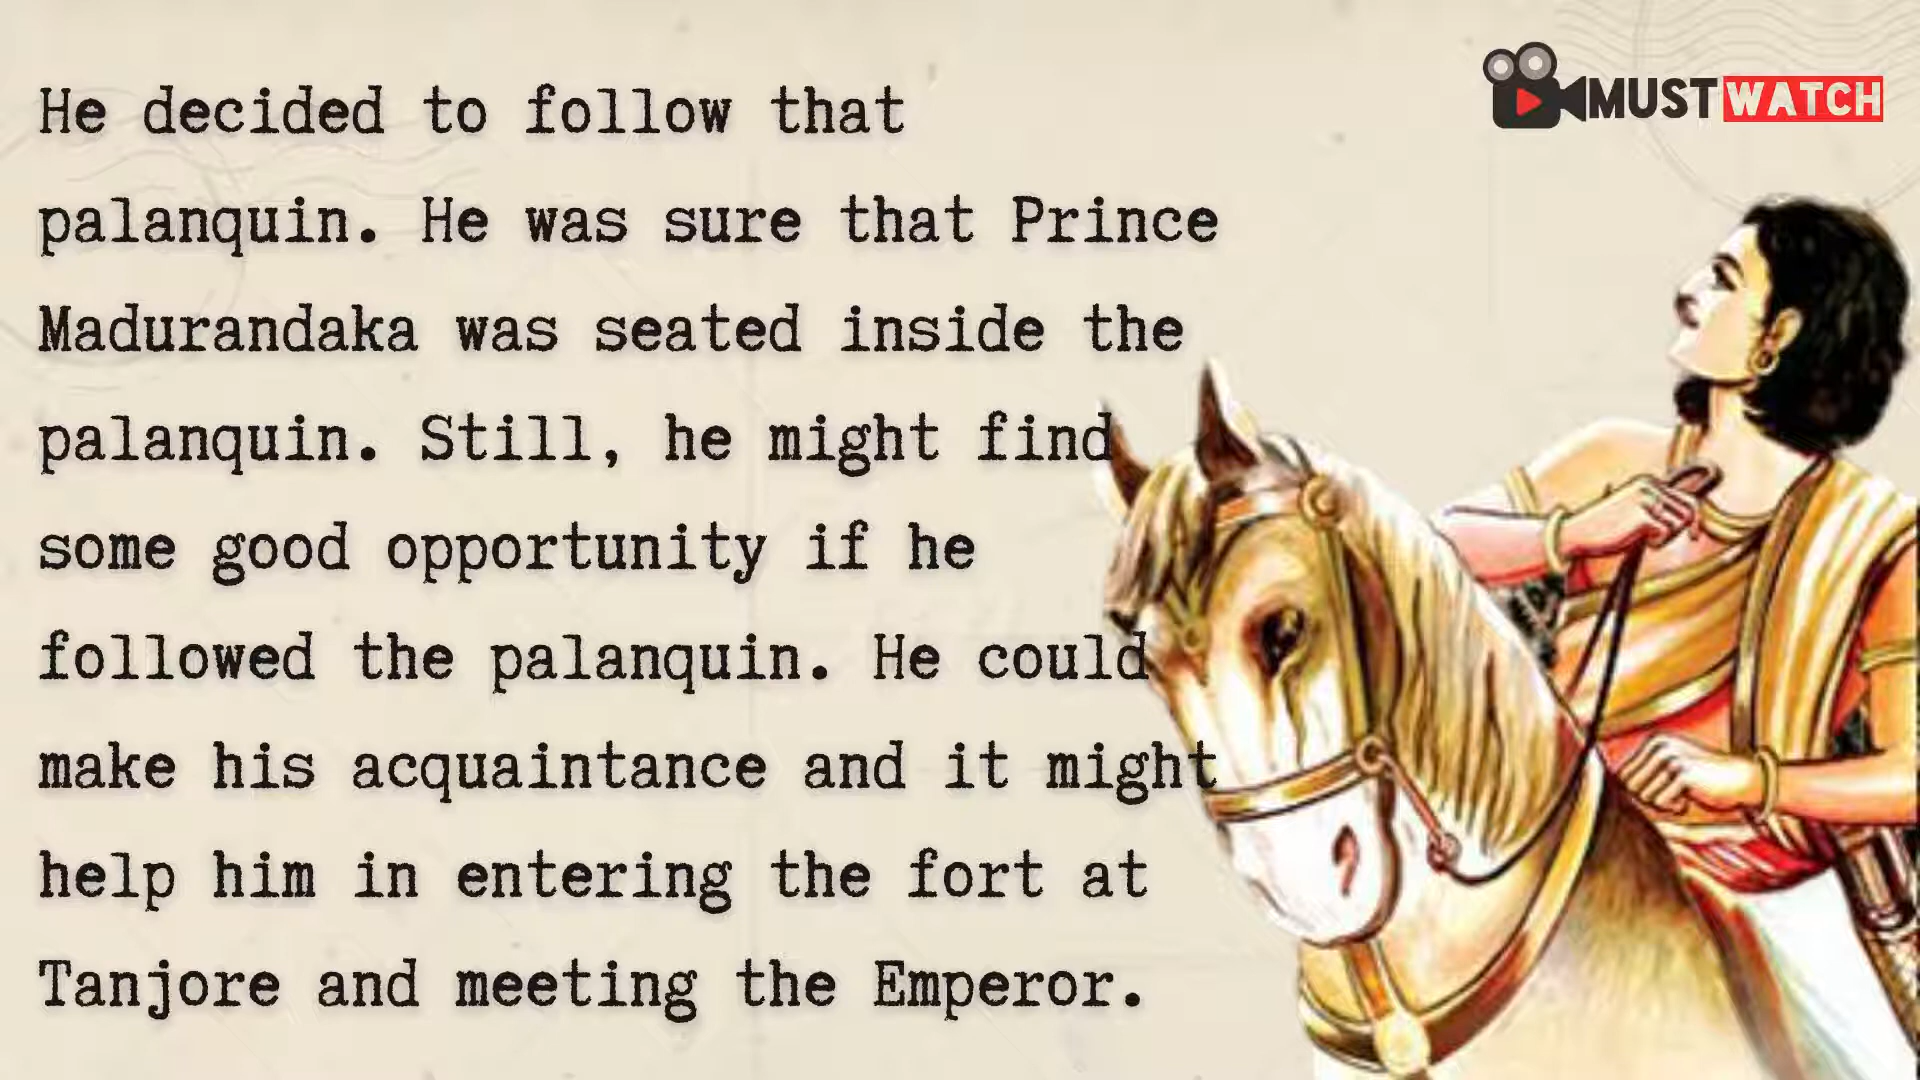 MUST WATCH
He decided to follow that
palanquin. He was sure that Prince
Madurandaka was seated inside the
palanquin. Still, he might find
some good opportunity if he
followed the palanquin. He could
make his acquaintance and it might
help him in entering the fort at
Tanjore and meeting the Emperor.